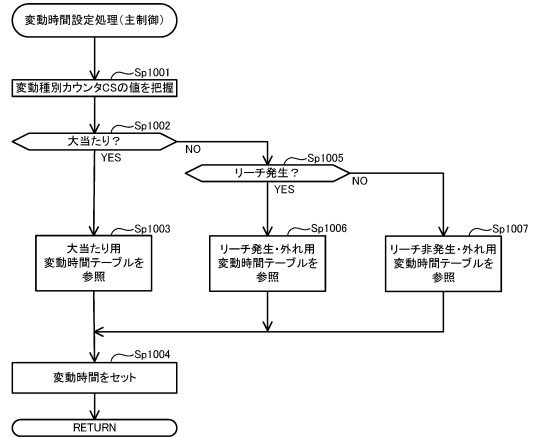 変動時間設定処理(主制御)
Sp1001
変動種別カウンタCSの値を把握
Sp1002
大当たり?
NO
YES
Sp1005
リーチ発生?
NO
YES
Sp1003
大当たり用
変動時間テーブルを
参照
Sp1006
リーチ発生・外れ用
変動時間テーブルを
参照
Sp1007
リーチ非発生・外れ用
変動時間テーブルを
参照
Sp1004
変動時間をセット
RETURN